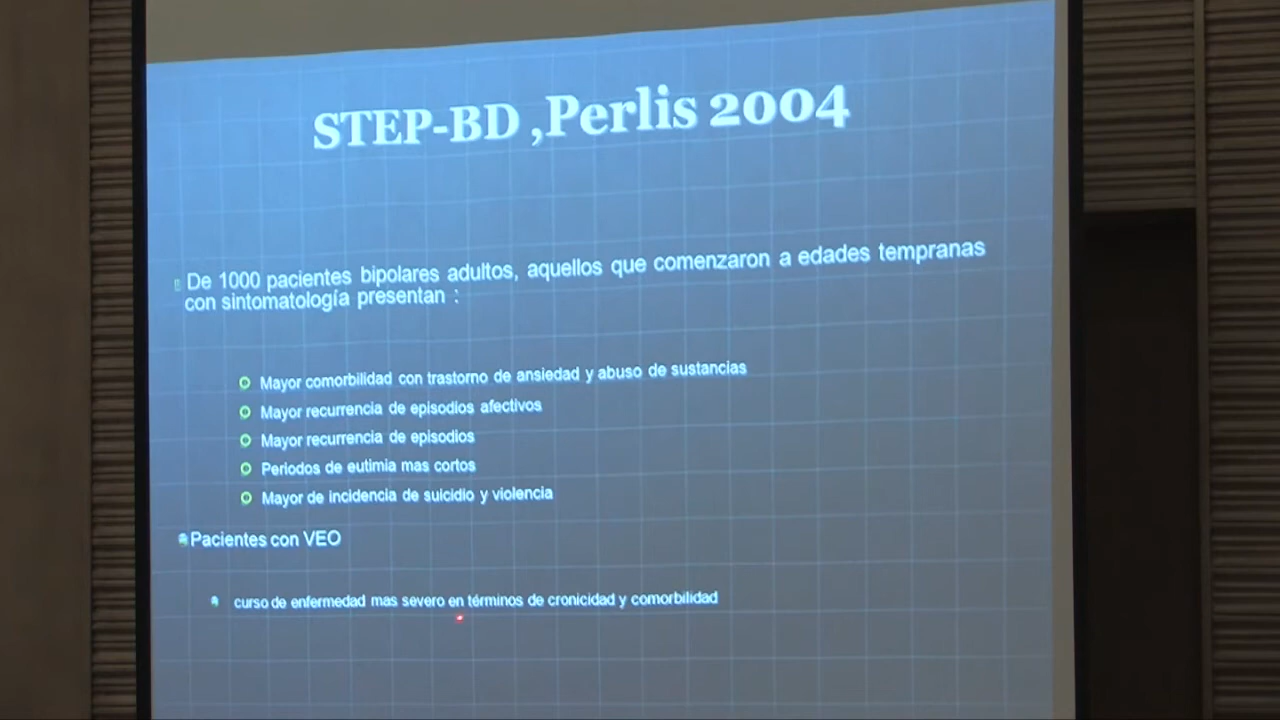 STEP-BD ,Perlis 2004
De 1000 pacientes bipolares adultos, aquellos que comenzaron a edades tempranas
con sintomatología presentan :
Mayor comorbilidad con trastorno de ansiedad y abuso de sustancias
Mayor recurrencia de episodios afectivos
Mayor recurrencia de episodios
Periodos de eutimia mas cortos
Mayor de incidencia de suicidio y violencia
Pacientes con VEO
curso de enfermedad mas severo en términos de cronicidad y comorbilidad